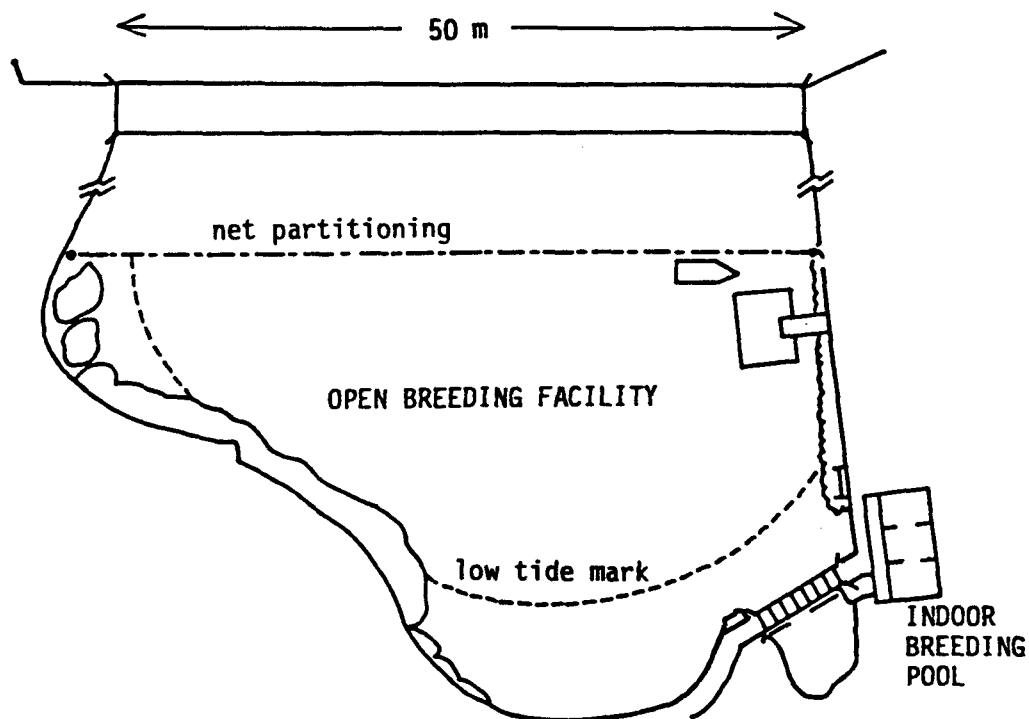 50 m
net partitioning
OPEN BREEDING FACILITY
low tide mark
INDOOR
BREEDING
POOL